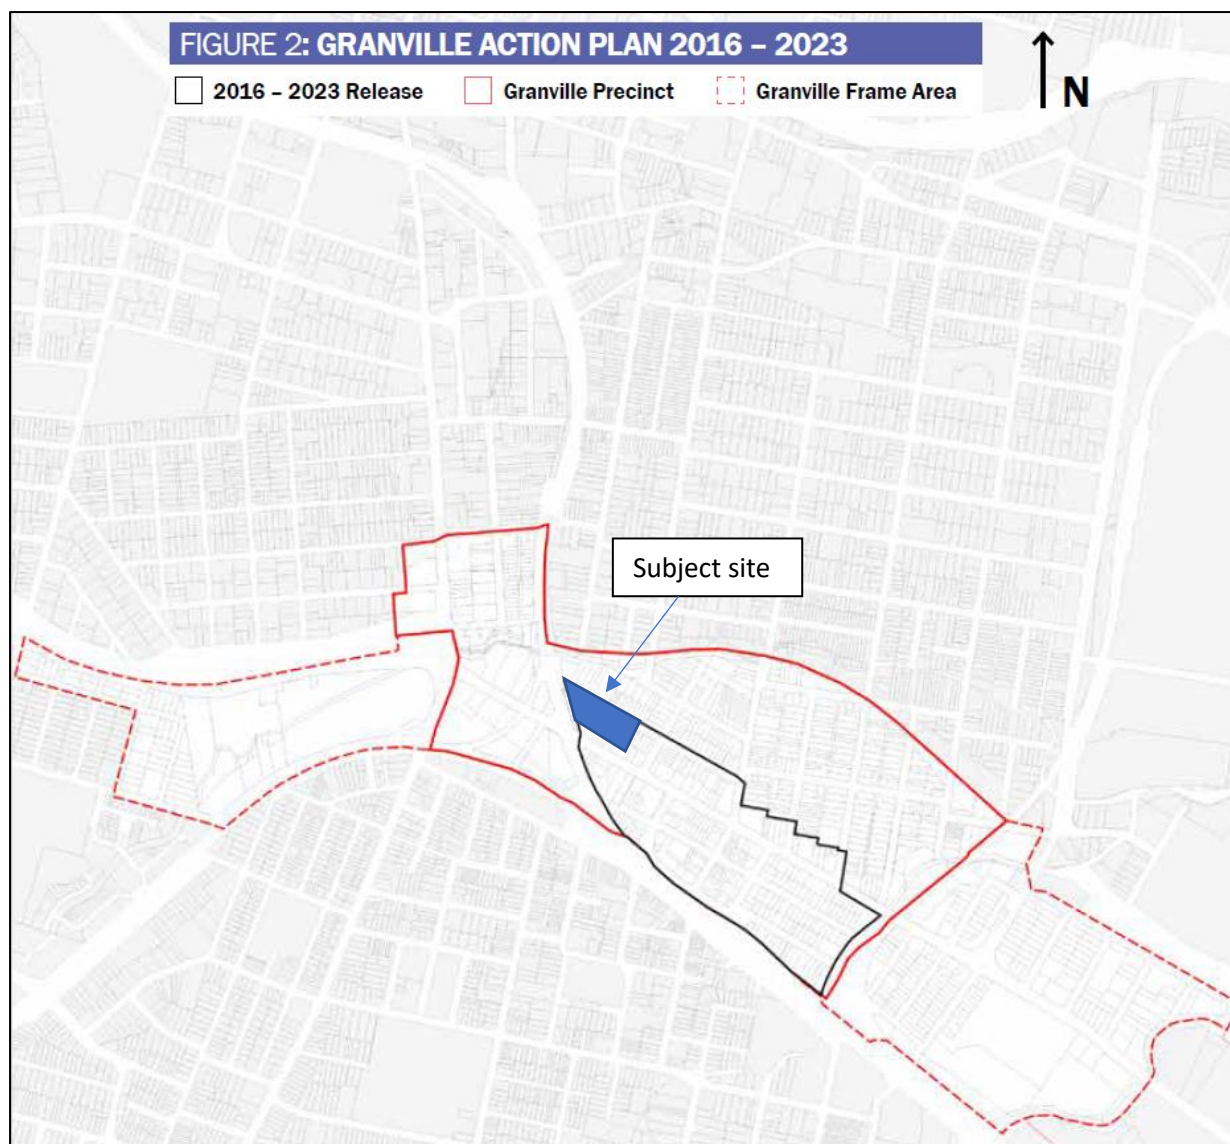 FIGURE 2: GRANVILLE ACTION PLAN 2016 – 2023
2016 – 2023 Release Granville Precinct Granville Frame Area
N
Subject site